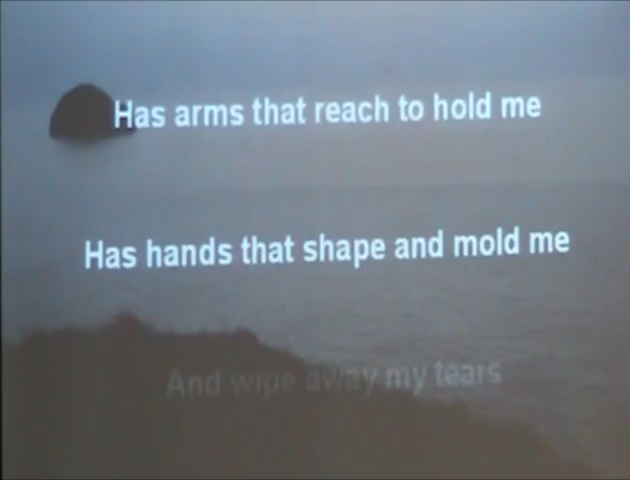 Has arms that reach to hold me
Has hands that shape and mold me
And wipe away my tears